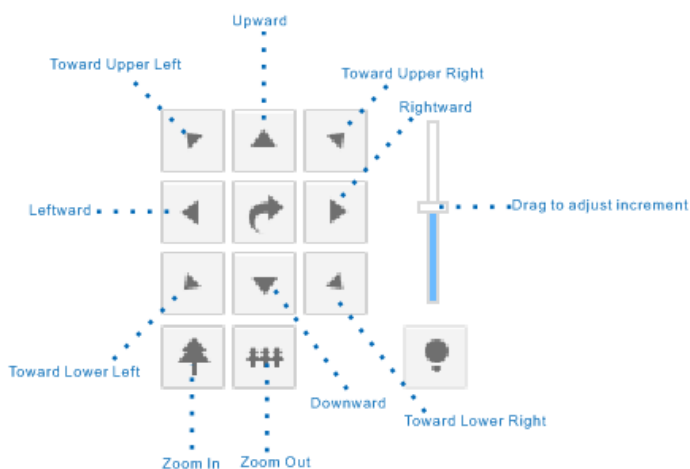 Upward
Toward Upper Left
Toward Upper Right
Rightward
Leftward
Drag to adjust increment
Toward Lower Left
Downward
Toward Lower Right
Zoom In
Zoom Out